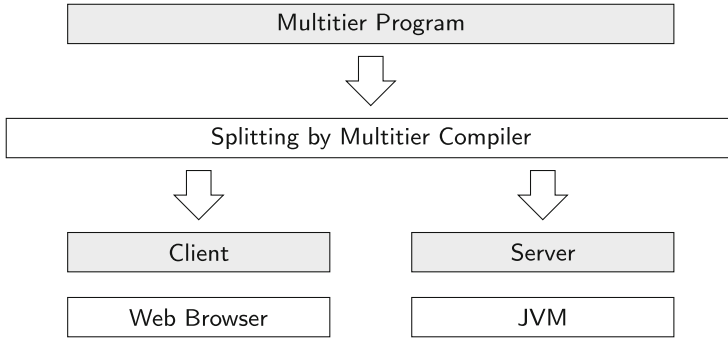 Multitier Program
Splitting by Multitier Compiler
Client
Server
Web Browser
JVM